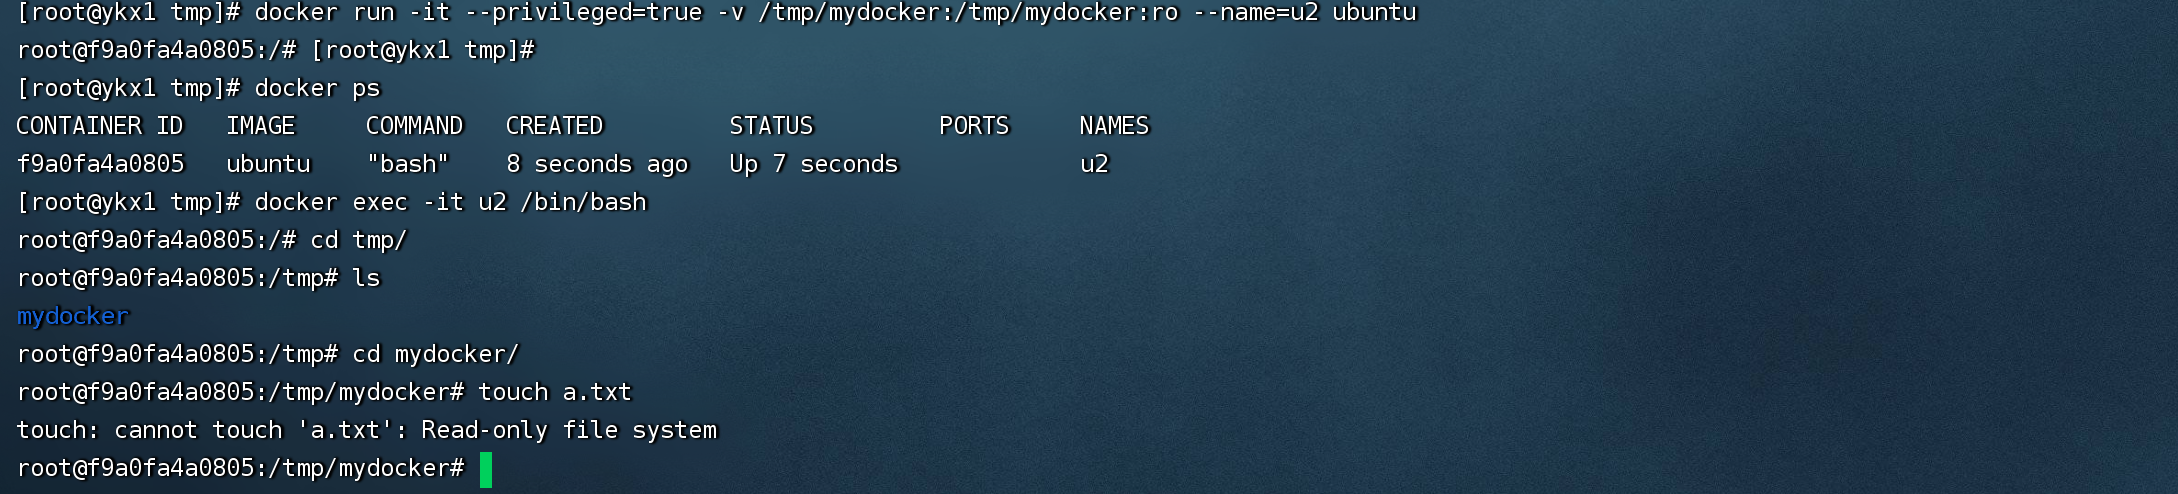 [root@ykx1 tmp]# docker run -it --privileged=true -v /tmp/mydocker:/tmp/mydocker:ro --name=u2 ubuntu
root@f9a0fa4a0805:/# [root@ykx1 tmp]#
[root@ykx1 tmp]# docker ps
CONTAINER ID   IMAGE     COMMAND   CREATED         STATUS         PORTS     NAMES
f9a0fa4a0805   ubuntu    "bash"    8 seconds ago   Up 7 seconds             u2
[root@ykx1 tmp]# docker exec -it u2 /bin/bash
root@f9a0fa4a0805:/# cd tmp/
root@f9a0fa4a0805:/tmp# ls
mydocker
root@f9a0fa4a0805:/tmp# cd mydocker/
root@f9a0fa4a0805:/tmp/mydocker# touch a.txt
touch: cannot touch 'a.txt': Read-only file system
root@f9a0fa4a0805:/tmp/mydocker#